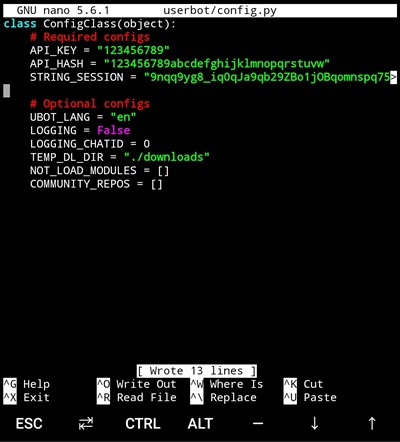 GNU nano 5.6.1 userbot/config.py
class ConfigClass(object):
# Required configs
API_KEY = "123456789"
API_HASH = "123456789abcdefghijklmnopqrstuvw"
STRING_SESSION = "9nqq9yg8_iq0qJa9qb29ZBo1jOBqomnspq75>
# Optional configs
UBOT_LANG = "en"
LOGGING = False
LOGGING_CHATID = 0
TEMP_DL_DIR = "./downloads"
NOT_LOAD_MODULES = []
COMMUNITY_REPOS = []
[ Wrote 13 lines ]
^G Help ^O Write Out ^W Where Is ^K Cut
^X Exit ^R Read File ^\ Replace ^U Paste
ESC ⇄ CTRL ALT — ↓ ↑